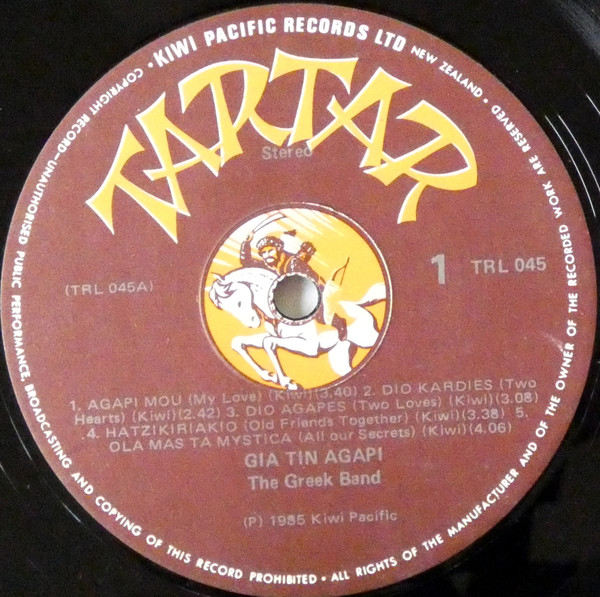 COPYRIGHT RECORD-UNAUTHORISED PUBLIC PERFORMANCE, BROADCASTING AND COPYING OF THIS RECORD PROHIBITED • ALL RIGHTS OF THE MANUFACTURER AND OF THE OWNER OF THE RECORDED WORK ARE RESERVED •
• KIWI PACIFIC RECORDS LTD NEW ZEALAND •
TARTAR
Stereo
(TRL 045A)
1 TRL 045
1. AGAPI MOU (My Love) (Kiwi)(3.40) 2. DIO KARDIES (Two
Hearts) (Kiwi)(2.42) 3. DIO AGAPES (Two Loves) (Kiwi)(3.08)
4. HATZIKIRIAKIO (Old Friends Together) (Kiwi)(3.38) 5.
OLA MAS TA MYSTICA (All our Secrets) (Kiwi)(4.06)
GIA TIN AGAPI
The Greek Band
(P) 1985 Kiwi Pacific